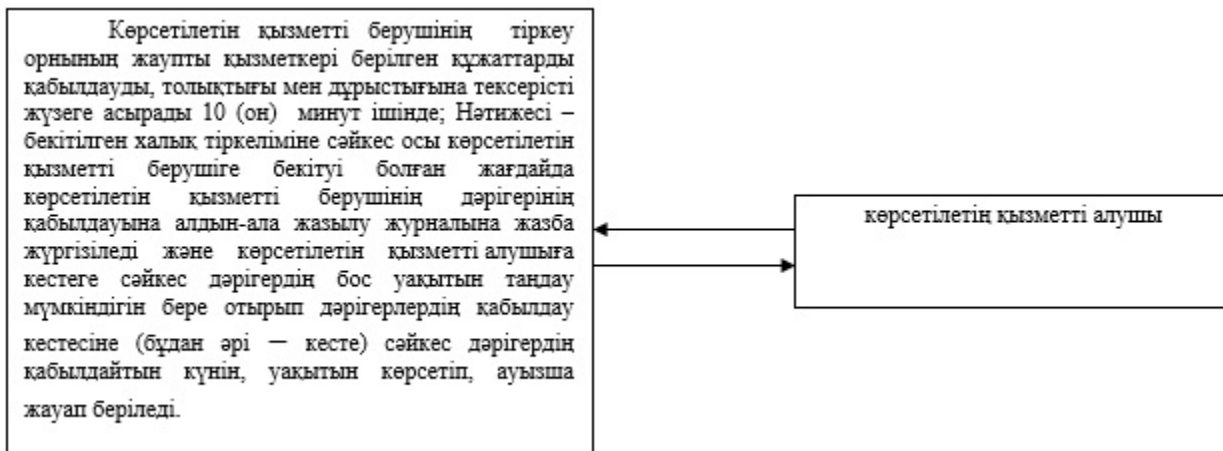 Көрсетілетін қызметті берушінің тіркеу
орнының жаупты қызметкері берілген құжаттарды
қабылдауды, толықтығы мен дұрыстығына тексерісті
жүзеге асырады 10 (он) минут ішінде; Нәтижесі –
бекітілген халық тіркеліміне сәйкес осы көрсетілетін
қызметті берушіге бекітуі болған жағдайда
көрсетілетін қызметті берушінің дәрігерінің
қабылдауына алдын-ала жазылу журналына жазба
жүргізіледі және көрсетілетін қызметті алушыға
кестеге сәйкес дәрігердің бос уақытын таңдау
мүмкіндігін бере отырып дәрігерлердің қабылдау
кестесіне (бұдан әрі — кесте) сәйкес дәрігердің
қабылдайтын күнін, уақытын көрсетіп, ауызша
жауап беріледі.
көрсетілетің қызметті алушы